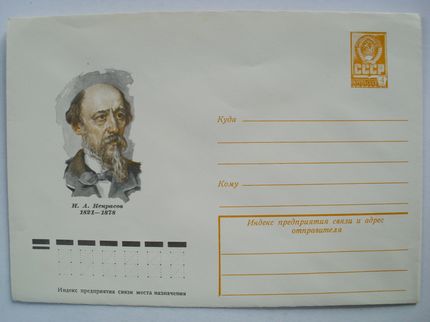 СССР
Куда
Кому
Н. А. Некрасов
1821—1878
Индекс предприятия связи и адрес
отправителя
Индекс предприятия связи места назначения